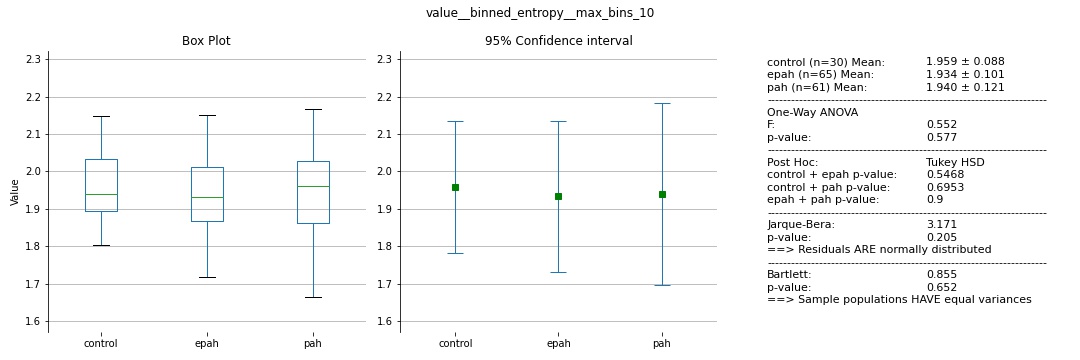 value__binned_entropy__max_bins_10
Box Plot
2.3
2.2
2.1
2.0
1.9
1.8
1.7
1.6
Value
control epah pah
95% Confidence interval
2.3
2.2
2.1
2.0
1.9
1.8
1.7
1.6
control epah pah
control (n=30) Mean: 1.959 ± 0.088
epah (n=65) Mean: 1.934 ± 0.101
pah (n=61) Mean: 1.940 ± 0.121
One-Way ANOVA
F: 0.552
p-value: 0.577
Post Hoc: Tukey HSD
control + epah p-value: 0.5468
control + pah p-value: 0.6953
epah + pah p-value: 0.9
Jarque-Bera: 3.171
p-value: 0.205
==> Residuals ARE normally distributed
Bartlett: 0.855
p-value: 0.652
==> Sample populations HAVE equal variances